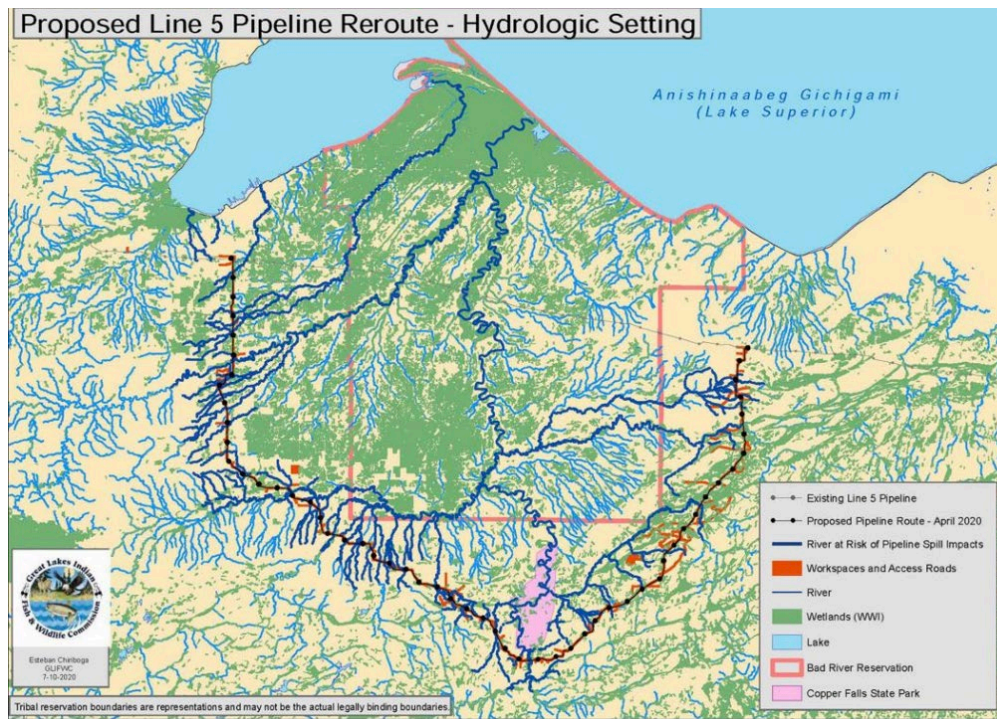 Proposed Line 5 Pipeline Reroute - Hydrologic Setting
Anishinaabeg Gichigami
(Lake Superior)
Existing Line 5 Pipeline
Proposed Pipeline Route - April 2020
River at Risk of Pipeline Spill Impacts
Workspaces and Access Roads
River
Wetlands (WWI)
Lake
Bad River Reservation
Copper Falls State Park
Great Lakes Indian
Fish & Wildlife Commission
Esteban Chiriboga
GLIFWC
7-10-2020
Tribal reservation boundaries are representations and may not be the actual legally binding boundaries.